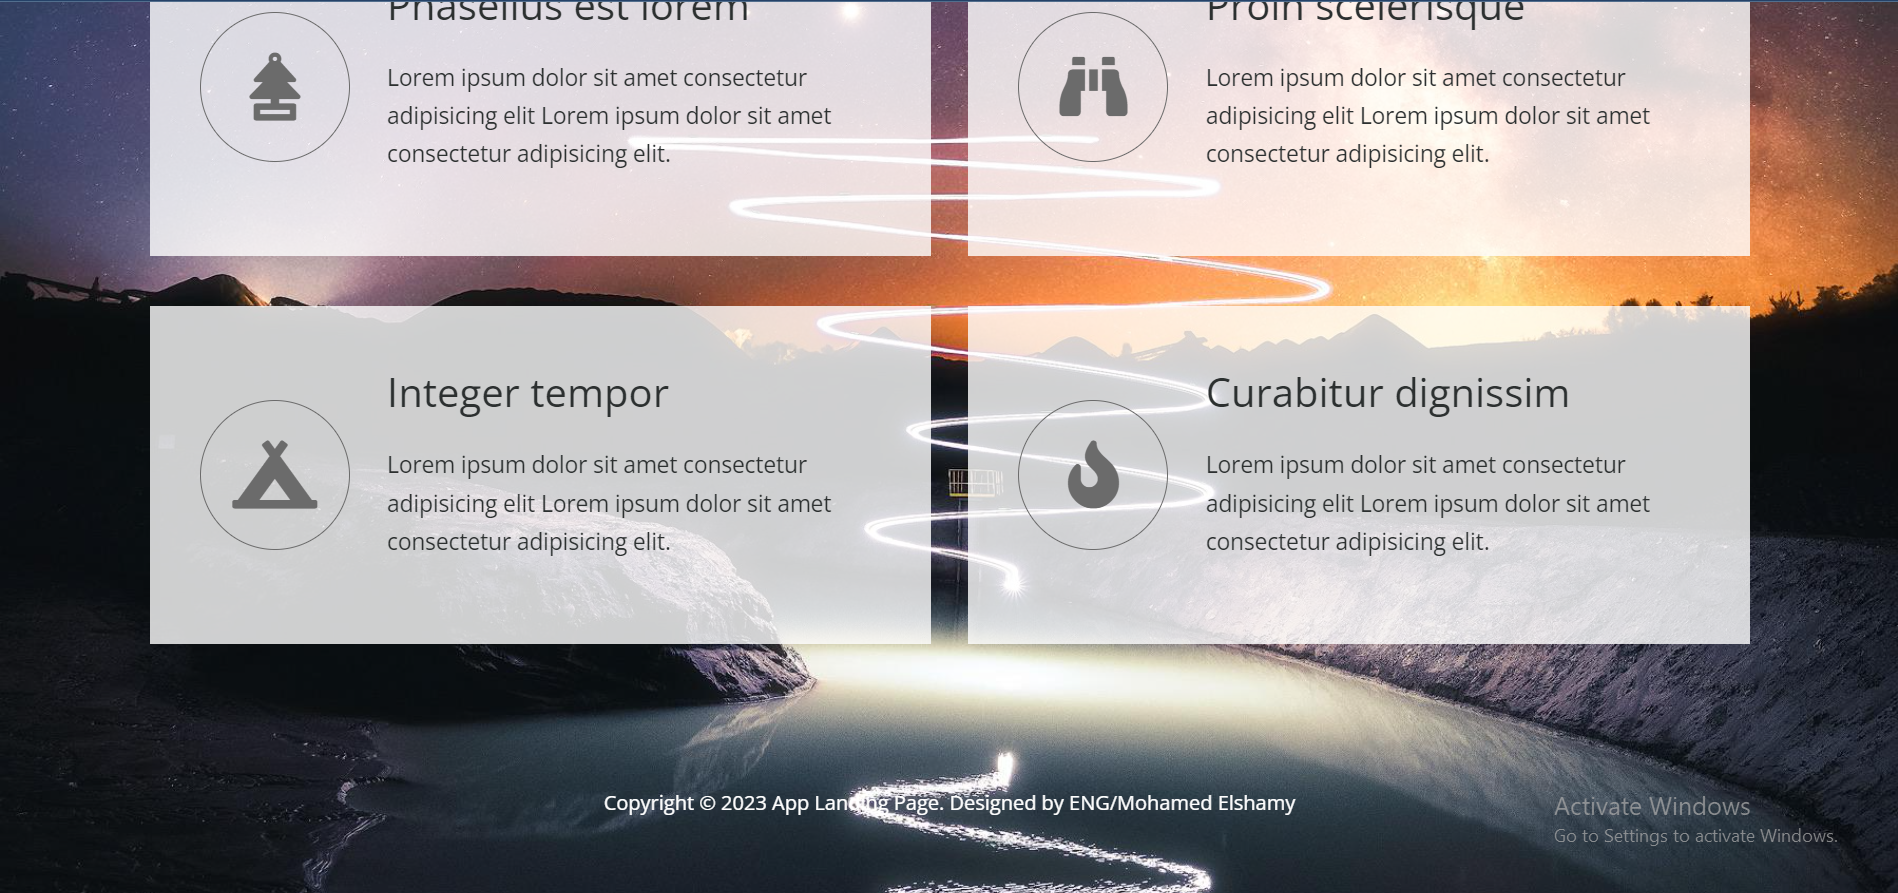 Phasellus est lorem
Lorem ipsum dolor sit amet consectetur
adipisicing elit Lorem ipsum dolor sit amet
consectetur adipisicing elit.
Proin scelerisque
Lorem ipsum dolor sit amet consectetur
adipisicing elit Lorem ipsum dolor sit amet
consectetur adipisicing elit.
Integer tempor
Lorem ipsum dolor sit amet consectetur
adipisicing elit Lorem ipsum dolor sit amet
consectetur adipisicing elit.
Curabitur dignissim
Lorem ipsum dolor sit amet consectetur
adipisicing elit Lorem ipsum dolor sit amet
consectetur adipisicing elit.
Copyright © 2023 App Landing Page. Designed by ENG/Mohamed Elshamy
Activate Windows
Go to Settings to activate Windows.